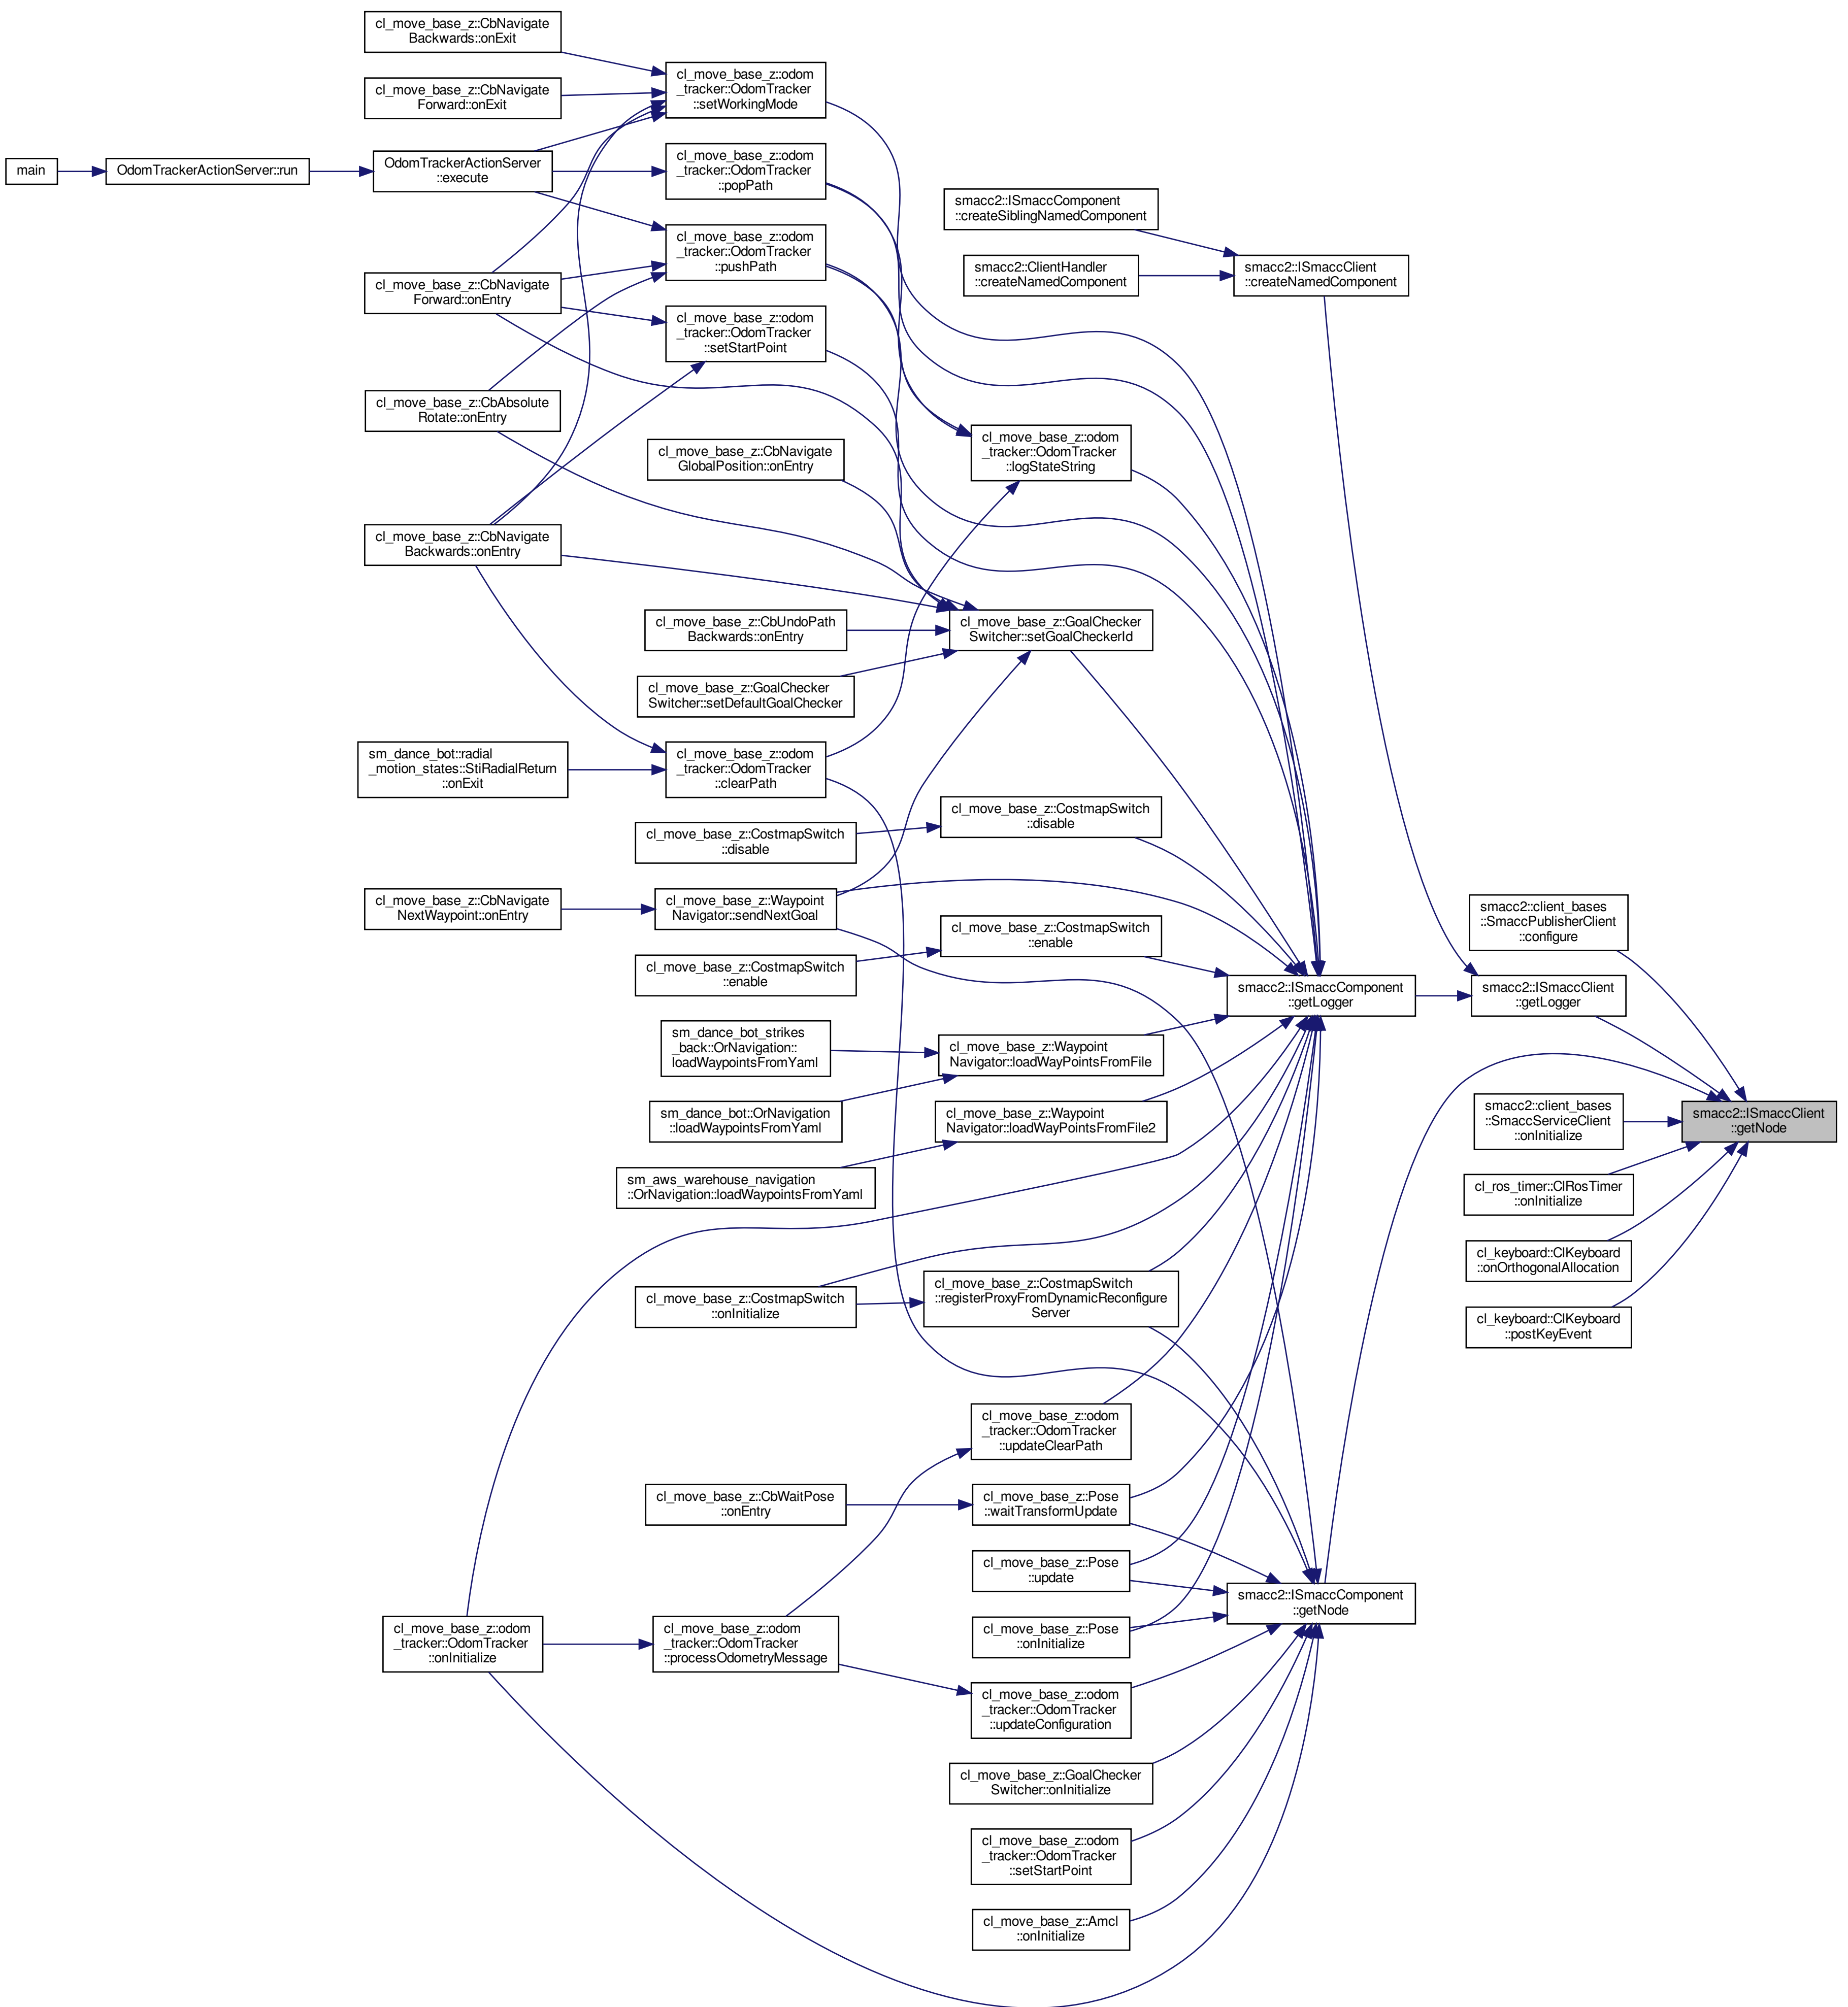 cl_move_base_z::CbNavigate
Backwards::onExit
cl_move_base_z::CbNavigate
Forward::onExit
main
OdomTrackerActionServer::run
OdomTrackerActionServer
::execute
cl_move_base_z::CbNavigate
Forward::onEntry
cl_move_base_z::CbAbsolute
Rotate::onEntry
cl_move_base_z::CbNavigate
Backwards::onEntry
sm_dance_bot::radial
_motion_states::StiRadialReturn
::onExit
cl_move_base_z::CbNavigate
NextWaypoint::onEntry
cl_move_base_z::odom
_tracker::OdomTracker
::onInitialize
cl_move_base_z::odom
_tracker::OdomTracker
::setWorkingMode
cl_move_base_z::odom
_tracker::OdomTracker
::popPath
cl_move_base_z::odom
_tracker::OdomTracker
::pushPath
cl_move_base_z::odom
_tracker::OdomTracker
::setStartPoint
cl_move_base_z::CbNavigate
GlobalPosition::onEntry
cl_move_base_z::CbUndoPath
Backwards::onEntry
cl_move_base_z::GoalChecker
Switcher::setDefaultGoalChecker
cl_move_base_z::odom
_tracker::OdomTracker
::clearPath
cl_move_base_z::CostmapSwitch
::disable
cl_move_base_z::Waypoint
Navigator::sendNextGoal
cl_move_base_z::CostmapSwitch
::enable
sm_dance_bot_strikes
_back::OrNavigation::
loadWaypointsFromYaml
sm_dance_bot::OrNavigation
::loadWaypointsFromYaml
sm_aws_warehouse_navigation
::OrNavigation::loadWaypointsFromYaml
cl_move_base_z::CostmapSwitch
::onInitialize
cl_move_base_z::CbWaitPose
::onEntry
cl_move_base_z::odom
_tracker::OdomTracker
::processOdometryMessage
smacc2::ISmaccComponent
::createSiblingNamedComponent
smacc2::ClientHandler
::createNamedComponent
cl_move_base_z::odom
_tracker::OdomTracker
::logStateString
cl_move_base_z::GoalChecker
Switcher::setGoalCheckerId
cl_move_base_z::CostmapSwitch
::disable
cl_move_base_z::CostmapSwitch
::enable
cl_move_base_z::Waypoint
Navigator::loadWayPointsFromFile
cl_move_base_z::Waypoint
Navigator::loadWayPointsFromFile2
cl_move_base_z::CostmapSwitch
::registerProxyFromDynamicReconfigure
Server
cl_move_base_z::odom
_tracker::OdomTracker
::updateClearPath
cl_move_base_z::Pose
::waitTransformUpdate
cl_move_base_z::Pose
::update
cl_move_base_z::Pose
::onInitialize
cl_move_base_z::odom
_tracker::OdomTracker
::updateConfiguration
cl_move_base_z::GoalChecker
Switcher::onInitialize
cl_move_base_z::odom
_tracker::OdomTracker
::setStartPoint
cl_move_base_z::Amcl
::onInitialize
smacc2::ISmaccClient
::createNamedComponent
smacc2::ISmaccComponent
::getLogger
smacc2::ISmaccComponent
::getNode
smacc2::client_bases
::SmaccPublisherClient
::configure
smacc2::ISmaccClient
::getLogger
smacc2::client_bases
::SmaccServiceClient
::onInitialize
cl_ros_timer::ClRosTimer
::onInitialize
cl_keyboard::ClKeyboard
::onOrthogonalAllocation
cl_keyboard::ClKeyboard
::postKeyEvent
smacc2::ISmaccClient
::getNode